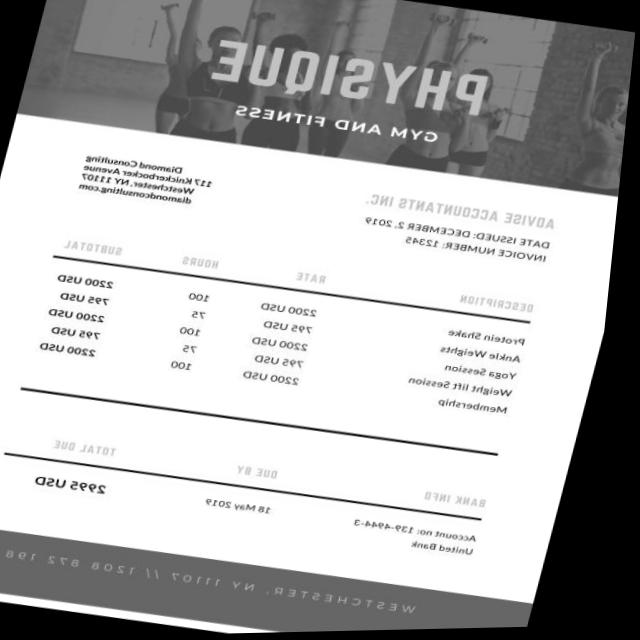 PHYSIQUE
GYM AND FITNESS
ADVISE ACCOUNTANTS INC.
DATE ISSUED: DECEMBER 2, 2019
INVOICE NUMBER: 12345
Diamond Consulting
117 Knickerbocker Avenue
Westchester, NY 11107
diamondconsulting.com
DESCRIPTION RATE HOURS SUBTOTAL
Protein Shake 2200 USD 100 2200 USD
Ankle Weights 795 USD 75 795 USD
Yoga Session 2200 USD 100 2200 USD
Weight lift Session 795 USD 75 795 USD
Membership 2200 USD 100 2200 USD
BANK INFO DUE BY TOTAL DUE
Account no: 139-4944-3 18 May 2019 2995 USD
United Bank
WESTCHESTER, NY 11107 // 1208 872 198